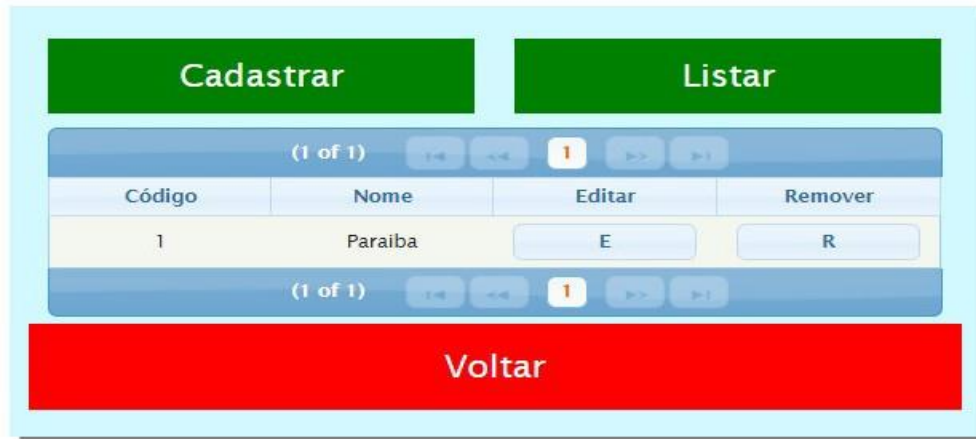 Cadastrar Listar
(1 of 1) 1
Código Nome Editar Remover
1 Paraiba E R
(1 of 1) 1
Voltar